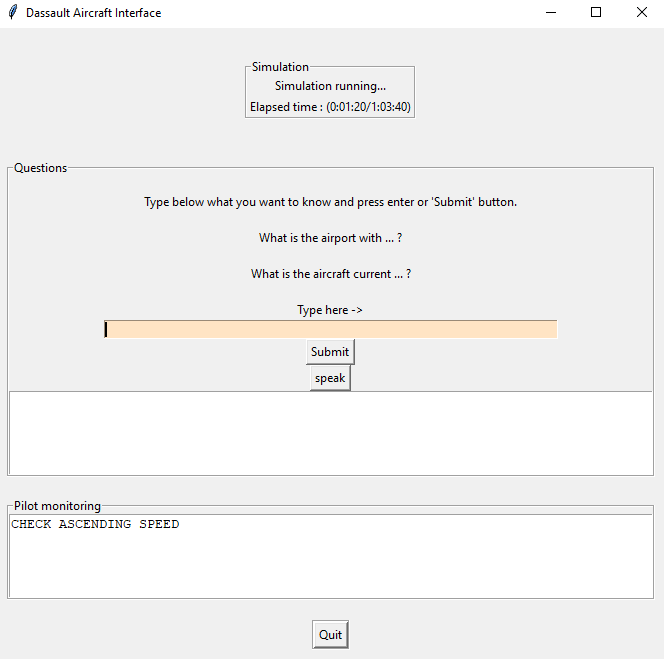 Dassault Aircraft Interface
Simulation
Simulation running...
Elapsed time : (0:01:20/1:03:40)
Questions
Type below what you want to know and press enter or 'Submit' button.
What is the airport with ... ?
What is the aircraft current ... ?
Type here ->
Submit
speak
Pilot monitoring
CHECK ASCENDING SPEED
Quit